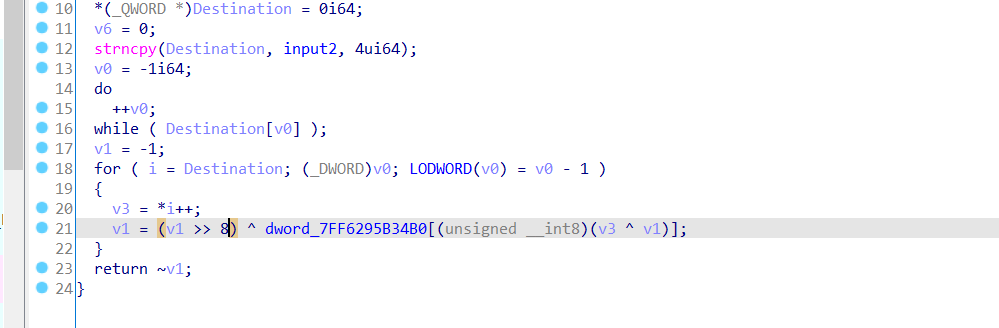 10 *(_QWORD *)Destination = 0i64;
11 v6 = 0;
12 strncpy(Destination, input2, 4ui64);
13 v0 = -1i64;
14 do
15 ++v0;
16 while ( Destination[v0] );
17 v1 = -1;
18 for ( i = Destination; (_DWORD)v0; LODWORD(v0) = v0 - 1 )
19 {
20 v3 = *i++;
21 v1 = (v1 >> 8) ^ dword_7FF6295B34B0[(unsigned __int8)(v3 ^ v1)];
22 }
23 return ~v1;
24 }